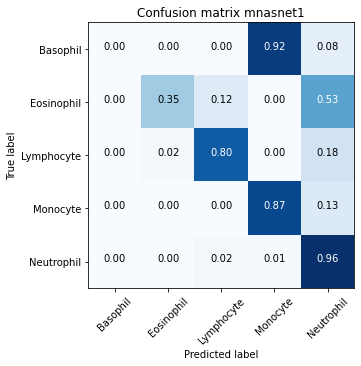 Confusion matrix mnasnet1
True label
Basophil 0.00 0.00 0.00 0.92 0.08
Eosinophil 0.00 0.35 0.12 0.00 0.53
Lymphocyte 0.00 0.02 0.80 0.00 0.18
Monocyte 0.00 0.00 0.00 0.87 0.13
Neutrophil 0.00 0.00 0.02 0.01 0.96
Basophil Eosinophil Lymphocyte Monocyte Neutrophil
Predicted label